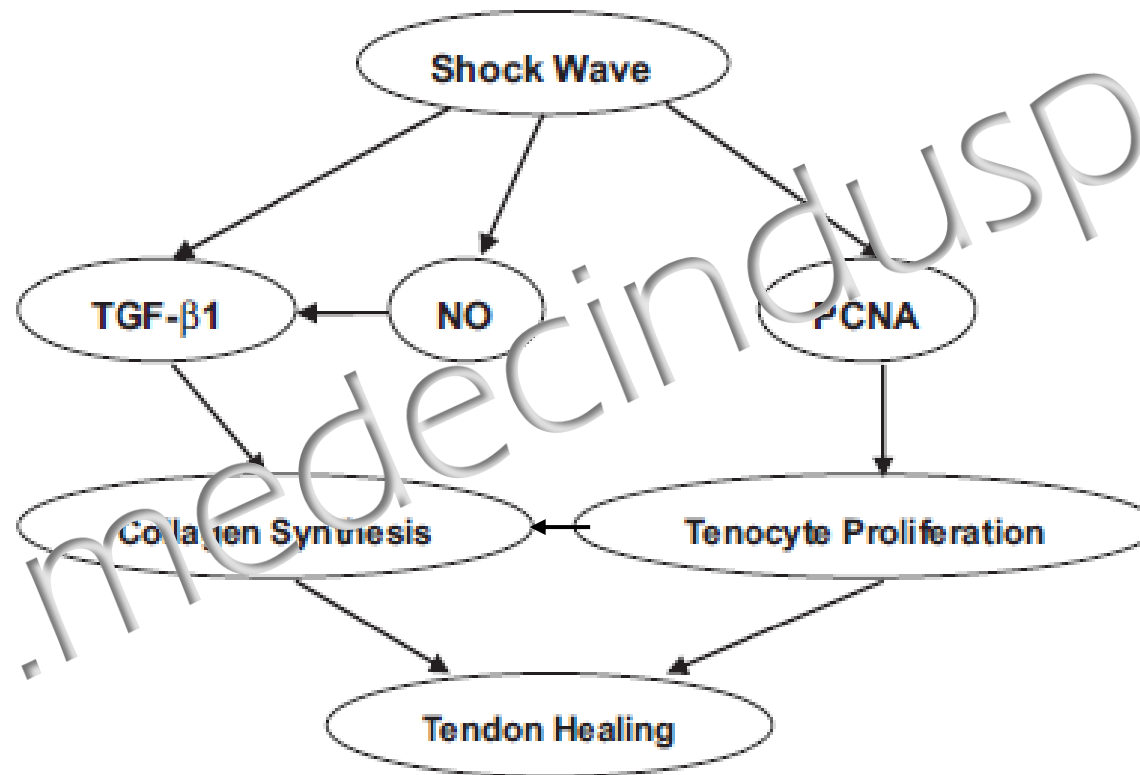 Shock Wave
TGF-β1
NO
PCNA
Collagen Synthesis
Tenocyte Proliferation
Tendon Healing
.medecindusp